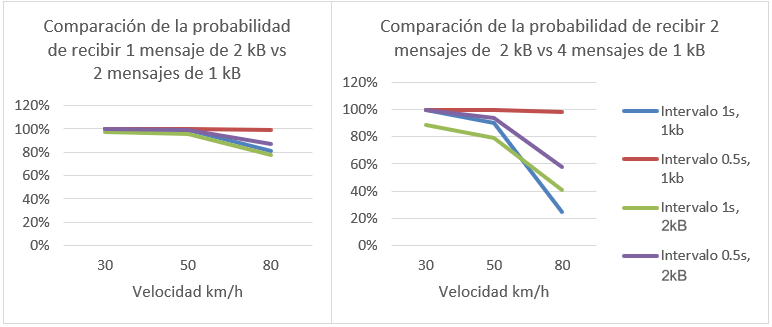 Comparación de la probabilidad
de recibir 1 mensaje de 2 kB vs
2 mensajes de 1 kB
120%
100%
80%
60%
40%
20%
0%
30 50 80
Velocidad km/h
Comparación de la probabilidad de recibir 2
mensajes de 2 kB vs 4 mensajes de 1 kB
120%
100%
80%
60%
40%
20%
0%
30 50 80
Velocidad km/h
Intervalo 1s,
1kb
Intervalo 0.5s,
1kb
Intervalo 1s,
2kB
Intervalo 0.5s,
2kB